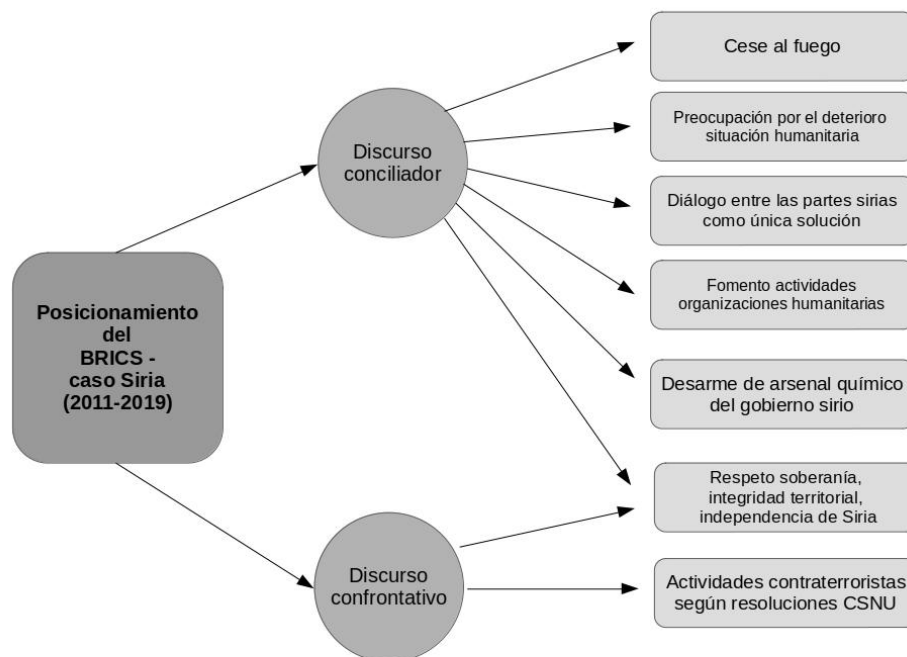 Posicionamiento
del
BRICS -
caso Siria
(2011-2019)
Discurso
conciliador
Discurso
confrontativo
Cese al fuego
Preocupación por el deterioro
situación humanitaria
Diálogo entre las partes sirias
como única solución
Fomento actividades
organizaciones humanitarias
Desarme de arsenal químico
del gobierno sirio
Respeto soberanía,
integridad territorial,
independencia de Siria
Actividades contraterroristas
según resoluciones CSNU